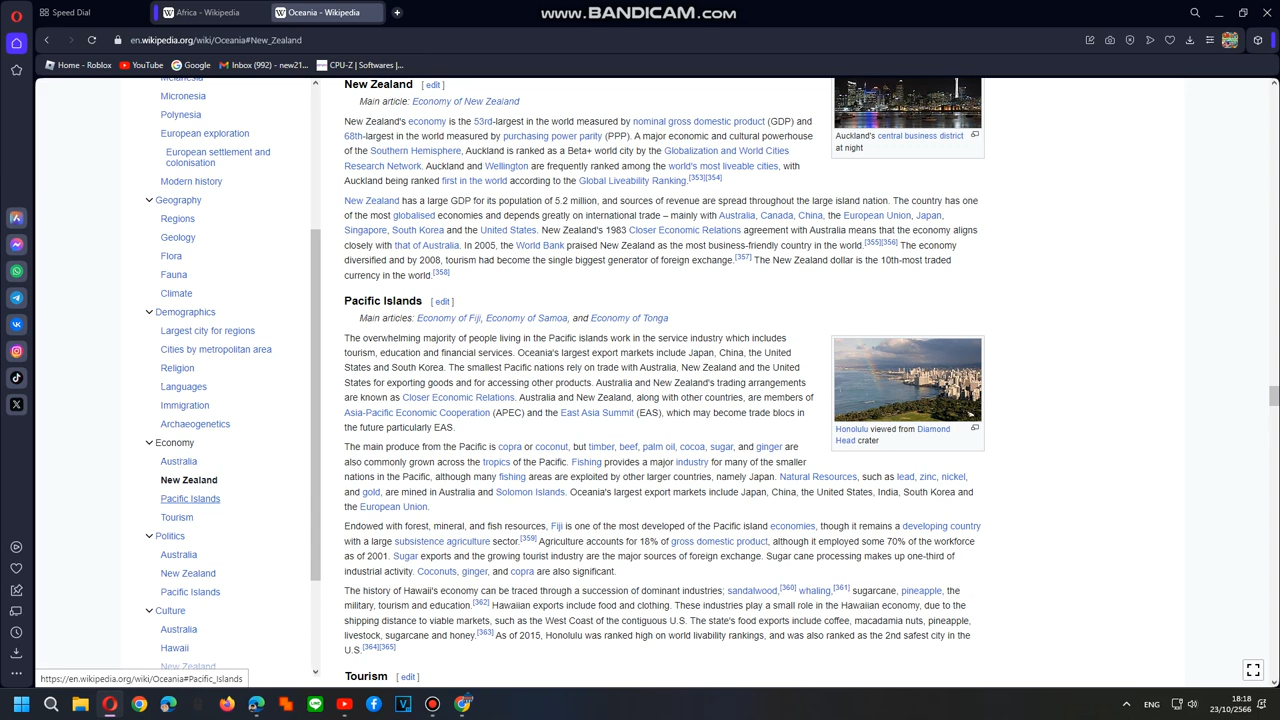 Speed Dial
Africa - Wikipedia
Oceania - Wikipedia
WWW.BANDICAM.COM
en.wikipedia.org/wiki/Oceania#New_Zealand
Home - Roblox
YouTube
Google
Inbox (992) - new21...
CPU-Z | Softwares |...
Melanesia
Micronesia
Polynesia
European exploration
European settlement and
colonisation
Modern history
Geography
Regions
Geology
Flora
Fauna
Climate
Demographics
Largest city for regions
Cities by metropolitan area
Religion
Languages
Immigration
Archaeogenetics
Economy
Australia
New Zealand
Pacific Islands
Tourism
Politics
Australia
New Zealand
Pacific Islands
Culture
Australia
Hawaii
New Zealand
https://en.wikipedia.org/wiki/Oceania#Pacific_Islands
New Zealand [ edit ]
Main article: Economy of New Zealand
New Zealand's economy is the 53rd-largest in the world measured by nominal gross domestic product (GDP) and
68th-largest in the world measured by purchasing power parity (PPP). A major economic and cultural powerhouse
of the Southern Hemisphere, Auckland is ranked as a Beta+ world city by the Globalization and World Cities
Research Network. Auckland and Wellington are frequently ranked among the world's most liveable cities, with
Auckland being ranked first in the world according to the Global Liveability Ranking.[353][354]
Auckland's central business district
at night
New Zealand has a large GDP for its population of 5.2 million, and sources of revenue are spread throughout the large island nation. The country has one
of the most globalised economies and depends greatly on international trade – mainly with Australia, Canada, China, the European Union, Japan,
Singapore, South Korea and the United States. New Zealand's 1983 Closer Economic Relations agreement with Australia means that the economy aligns
closely with that of Australia. In 2005, the World Bank praised New Zealand as the most business-friendly country in the world.[355][356] The economy
diversified and by 2008, tourism had become the single biggest generator of foreign exchange.[357] The New Zealand dollar is the 10th-most traded
currency in the world.[358]
Pacific Islands [ edit ]
Main articles: Economy of Fiji, Economy of Samoa, and Economy of Tonga
The overwhelming majority of people living in the Pacific islands work in the service industry which includes
tourism, education and financial services. Oceania's largest export markets include Japan, China, the United
States and South Korea. The smallest Pacific nations rely on trade with Australia, New Zealand and the United
States for exporting goods and for accessing other products. Australia and New Zealand's trading arrangements
are known as Closer Economic Relations. Australia and New Zealand, along with other countries, are members of
Asia-Pacific Economic Cooperation (APEC) and the East Asia Summit (EAS), which may become trade blocs in
the future particularly EAS.
Honolulu viewed from Diamond
Head crater
The main produce from the Pacific is copra or coconut, but timber, beef, palm oil, cocoa, sugar, and ginger are
also commonly grown across the tropics of the Pacific. Fishing provides a major industry for many of the smaller
nations in the Pacific, although many fishing areas are exploited by other larger countries, namely Japan. Natural Resources, such as lead, zinc, nickel,
and gold, are mined in Australia and Solomon Islands. Oceania's largest export markets include Japan, China, the United States, India, South Korea and
the European Union.
Endowed with forest, mineral, and fish resources, Fiji is one of the most developed of the Pacific island economies, though it remains a developing country
with a large subsistence agriculture sector.[359] Agriculture accounts for 18% of gross domestic product, although it employed some 70% of the workforce
as of 2001. Sugar exports and the growing tourist industry are the major sources of foreign exchange. Sugar cane processing makes up one-third of
industrial activity. Coconuts, ginger, and copra are also significant.
The history of Hawaii's economy can be traced through a succession of dominant industries; sandalwood,[360] whaling,[361] sugarcane, pineapple, the
military, tourism and education.[362] Hawaiian exports include food and clothing. These industries play a small role in the Hawaiian economy, due to the
shipping distance to viable markets, such as the West Coast of the contiguous U.S. The state's food exports include coffee, macadamia nuts, pineapple,
livestock, sugarcane and honey.[363] As of 2015, Honolulu was ranked high on world livability rankings, and was also ranked as the 2nd safest city in the
U.S.[364][365]
Tourism [ edit ]
ENG
18:18
23/10/2566